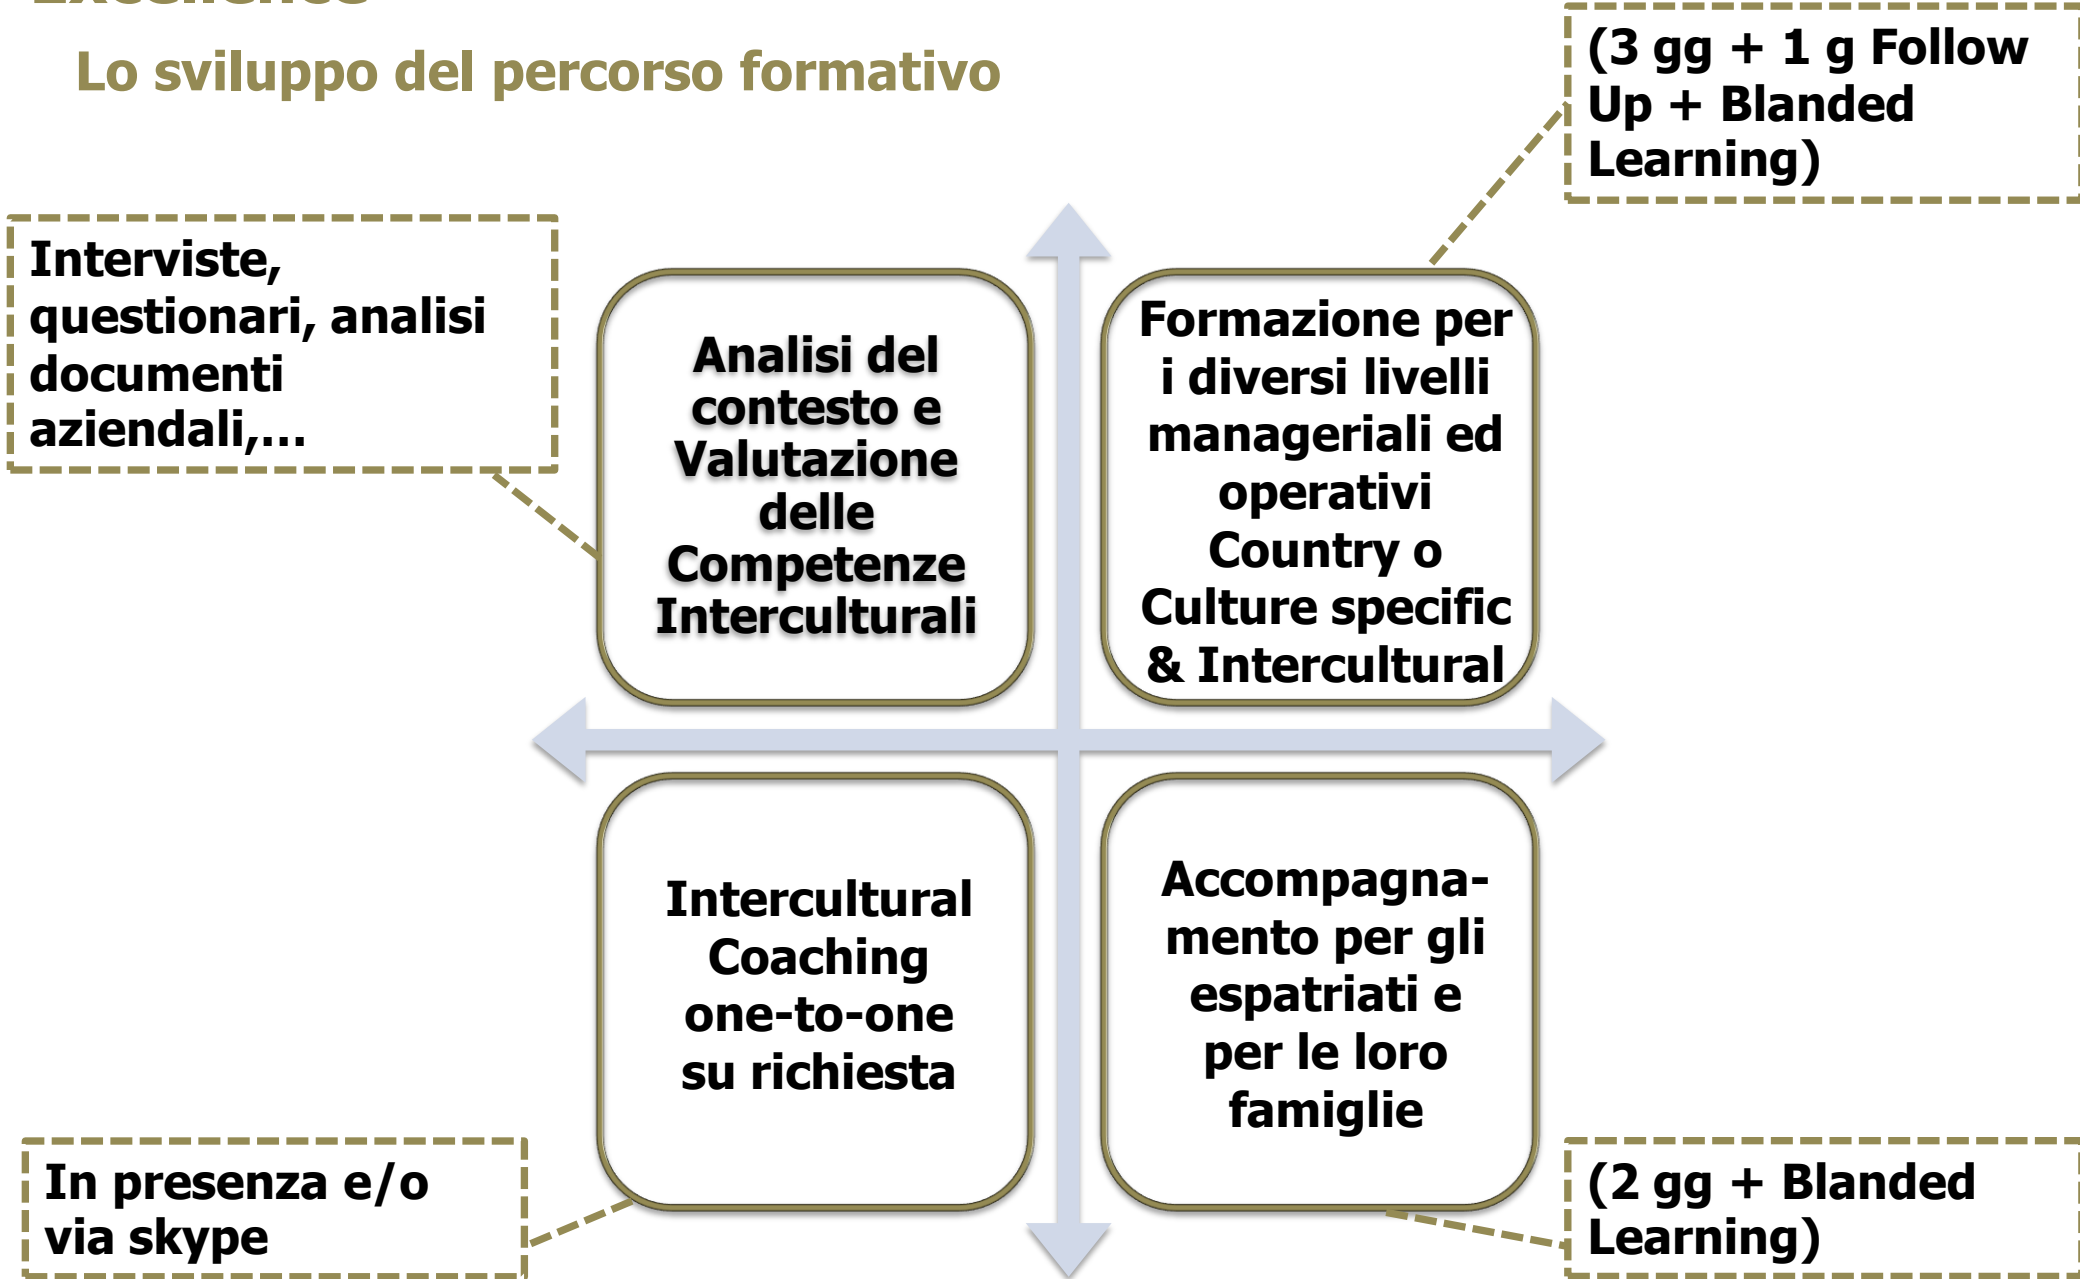 Excellence
Lo sviluppo del percorso formativo
(3 gg + 1 g Follow
Up + Blanded
Learning)
Interviste,
questionari, analisi
documenti
aziendali,...
Analisi del
contesto e
Valutazione
delle
Competenze
Interculturali
Formazione per
i diversi livelli
manageriali ed
operativi
Country o
Culture specific
& Intercultural
Intercultural
Coaching
one-to-one
su richiesta
Accompagna-
mento per gli
espatriati e
per le loro
famiglie
In presenza e/o
via skype
(2 gg + Blanded
Learning)